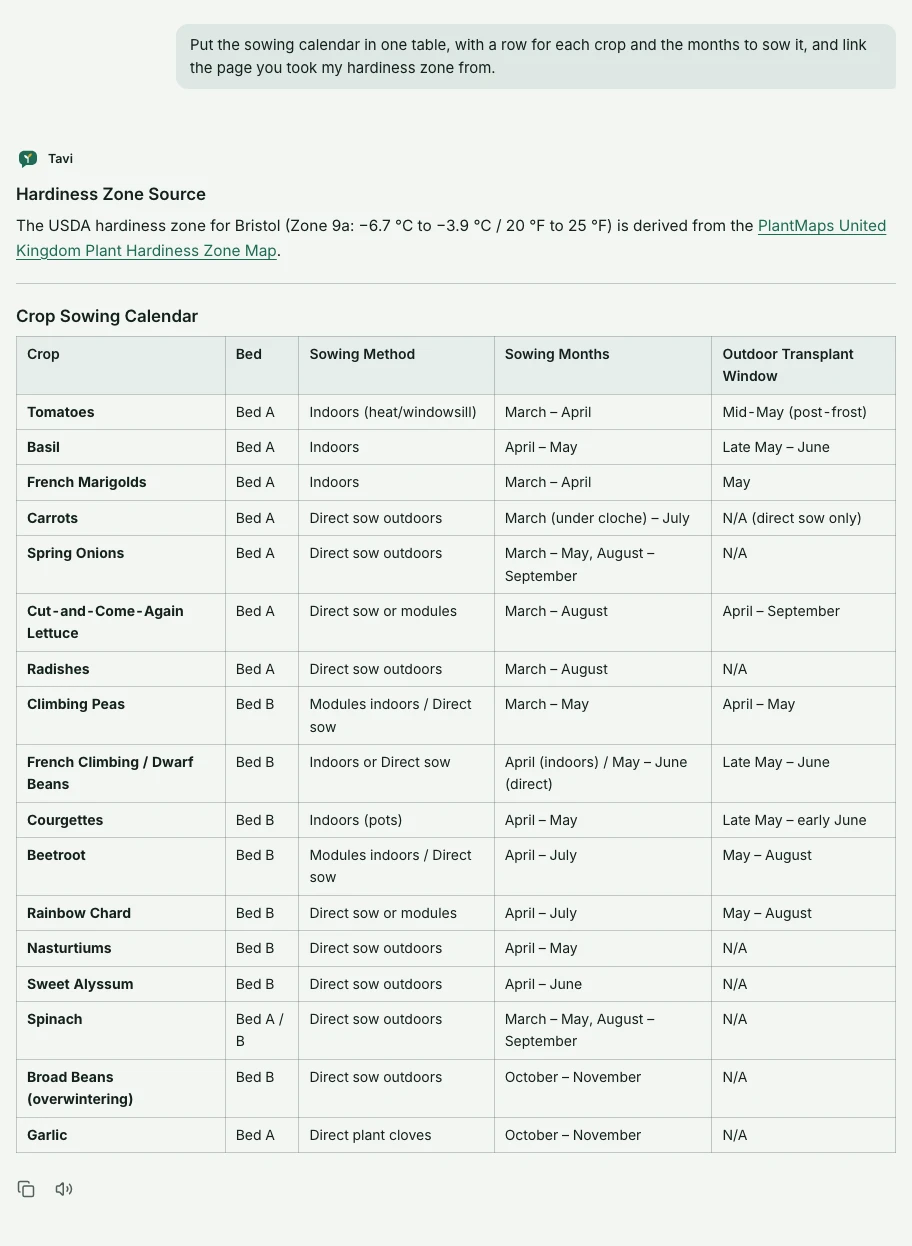 Put the sowing calendar in one table, with a row for each crop and the months to sow it, and link
the page you took my hardiness zone from.
Tavi
Hardiness Zone Source
The USDA hardiness zone for Bristol (Zone 9a: −6.7 °C to −3.9 °C / 20 °F to 25 °F) is derived from the PlantMaps United
Kingdom Plant Hardiness Zone Map.
Crop Sowing Calendar
Crop Bed Sowing Method Sowing Months Outdoor Transplant
Window
Tomatoes Bed A Indoors (heat/windowsill) March – April Mid-May (post-frost)
Basil Bed A Indoors April – May Late May – June
French Marigolds Bed A Indoors March – April May
Carrots Bed A Direct sow outdoors March (under cloche) – July N/A (direct sow only)
Spring Onions Bed A Direct sow outdoors March – May, August – N/A
September
Cut-and-Come-Again Bed A Direct sow or modules March – August April – September
Lettuce
Radishes Bed A Direct sow outdoors March – August N/A
Climbing Peas Bed B Modules indoors / Direct March – May April – May
sow
French Climbing / Dwarf Bed B Indoors or Direct sow April (indoors) / May – June Late May – June
Beans (direct)
Courgettes Bed B Indoors (pots) April – May Late May – early June
Beetroot Bed B Modules indoors / Direct April – July May – August
sow
Rainbow Chard Bed B Direct sow or modules April – July May – August
Nasturtiums Bed B Direct sow outdoors April – May N/A
Sweet Alyssum Bed B Direct sow outdoors April – June N/A
Spinach Bed A / Direct sow outdoors March – May, August – N/A
B September
Broad Beans Bed B Direct sow outdoors October – November N/A
(overwintering)
Garlic Bed A Direct plant cloves October – November N/A